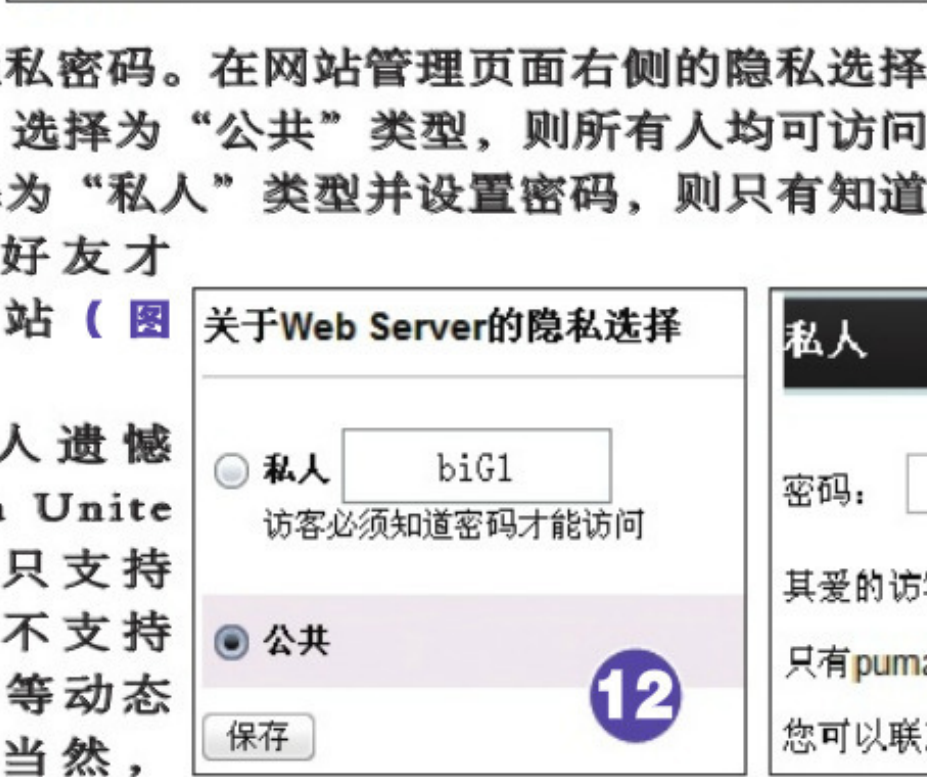 私密码。在网站管理页面右侧的隐私选择
选择为“公共”类型，则所有人均可访问
为“私人”类型并设置密码，则只有知道
好友才
站（图
人遗憾
Unite
只支持
不支持
等动态
当然，
关于Web Server的隐私选择
私人 biG1
访客必须知道密码才能访问
公共
12
保存
私人
密码：
其爱的访
只有puma
您可以联